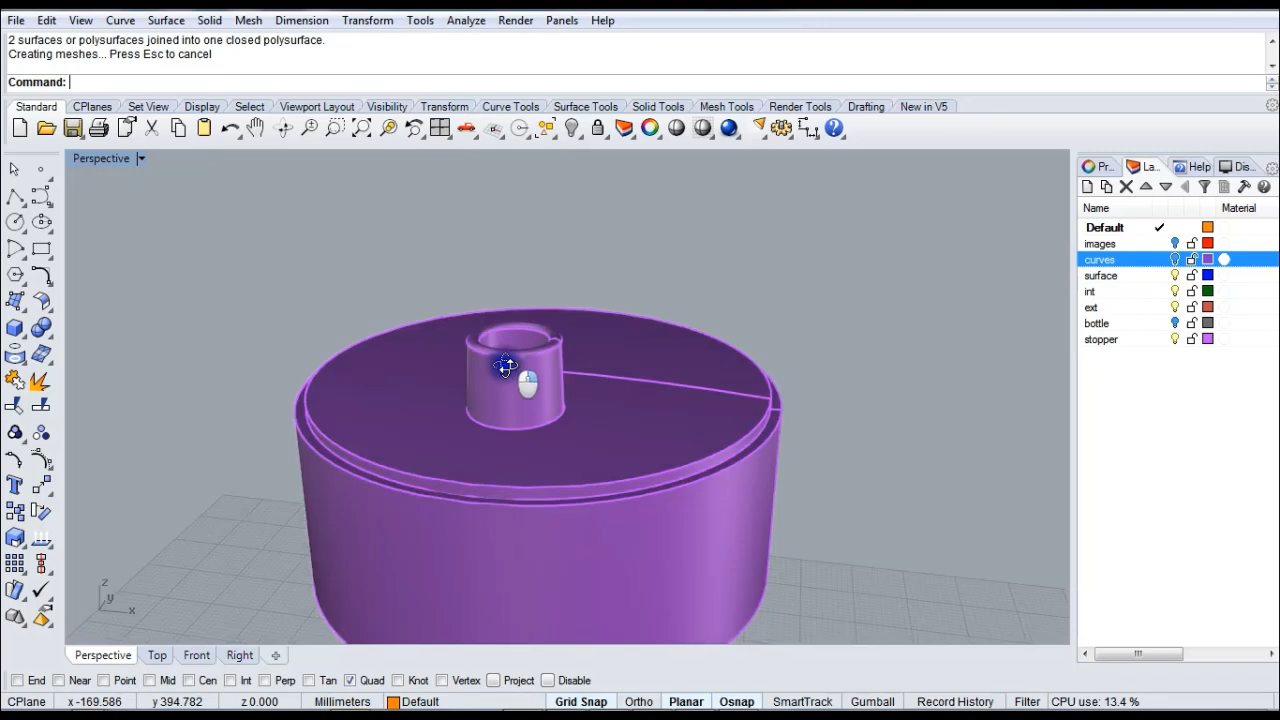 File Edit View Curve Surface Solid Mesh Dimension Transform Tools Analyze Render Panels Help
2 surfaces or polysurfaces joined into one closed polysurface.
Creating meshes... Press Esc to cancel
Command:
Standard CPlanes Set View Display Select Viewport Layout Visibility Transform Curve Tools Surface Tools Solid Tools Mesh Tools Render Tools Drafting New in V5
Perspective
Pr... La... Help Dis...
Name Material
Default
images
curves
surface
int
ext
bottle
stopper
z
y
x
Perspective Top Front Right
End Near Point Mid Cen Int Perp Tan Quad Knot Vertex Project Disable
CPlane x -169.586 y 394.782 z 0.000 Millimeters Default Grid Snap Ortho Planar Osnap SmartTrack Gumball Record History Filter CPU use: 13.4 %